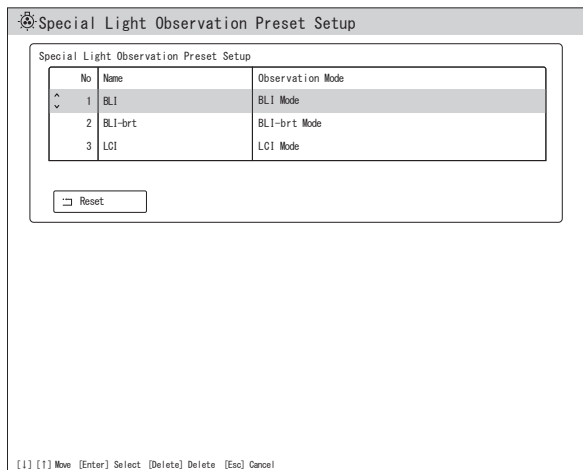 Special Light Observation Preset Setup
Special Light Observation Preset Setup
No Name Observation Mode
1 BLI BLI Mode
2 BLI-brt BLI-brt Mode
3 LCI LCI Mode
Reset
[↓] [↑] Move [Enter] Select [Delete] Delete [Esc] Cancel